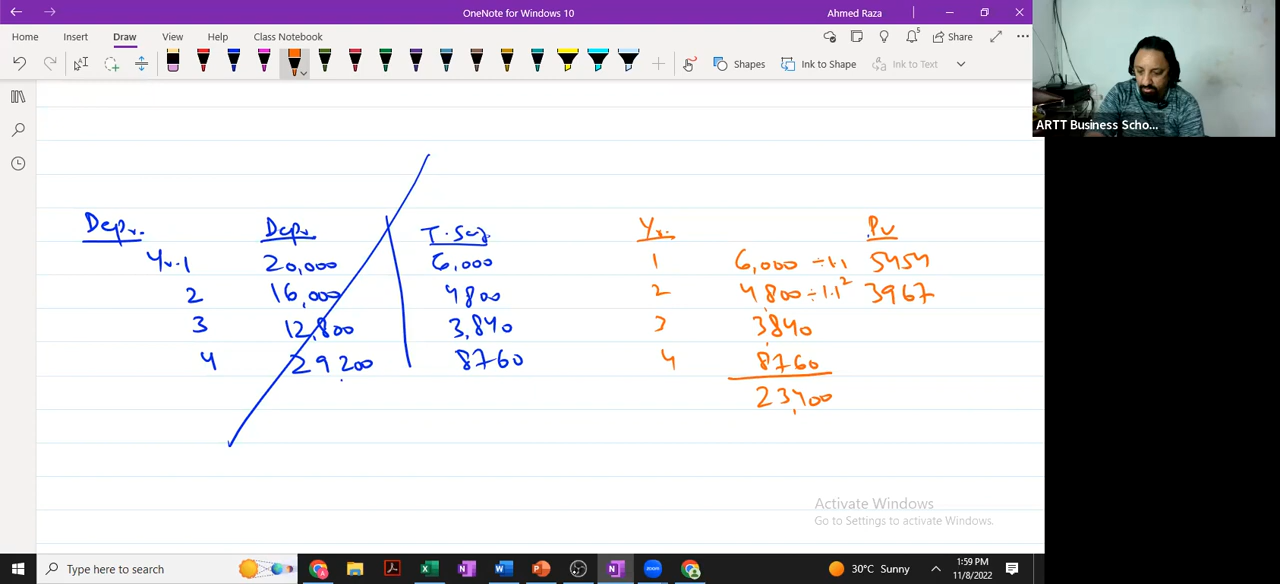 OneNote for Windows 10
Ahmed Raza
Home Insert Draw View Help Class Notebook
5
Share
Shapes Ink to Shape Ink to Text
ARTT Business Scho...
Depr. Depr T. Sav. Yr. PV
Yr. 1 20,000 6,000 1 6,000 ÷ 1.1 5454
2 16,000 4800 2 4800 ÷ 1.1² 3967
3 12,800 3,840 3 3840
4 29,200 8760 4 8760
23,400
Activate Windows
Go to Settings to activate Windows.
Type here to search
30°C Sunny
1:59 PM
11/8/2022